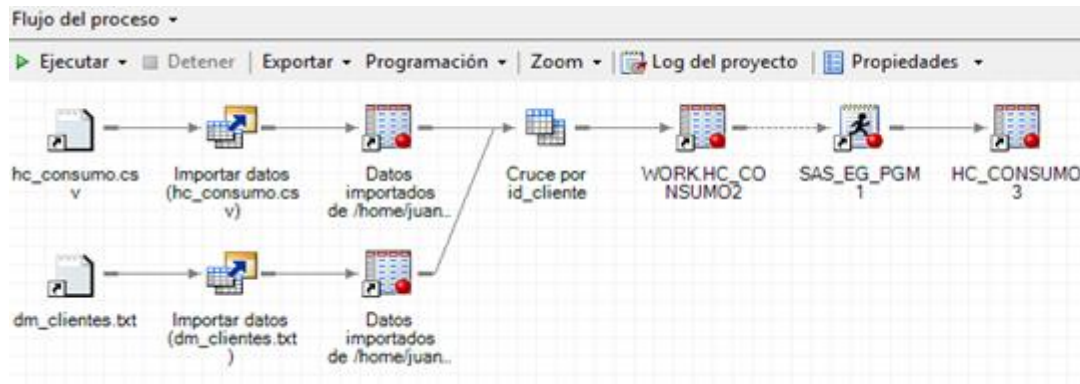 Flujo del proceso
Ejecutar Detener Exportar Programación Zoom Log del proyecto Propiedades
hc_consumo.cs
v
Importar datos
(hc_consumo.cs
v)
Datos
importados
de /home/juan..
Cruce por
id_cliente
WORK.HC_CO
NSUMO2
SAS_EG_PGM
1
HC_CONSUMO
3
dm_clientes.txt
Importar datos
(dm_clientes.txt
)
Datos
importados
de /home/juan..